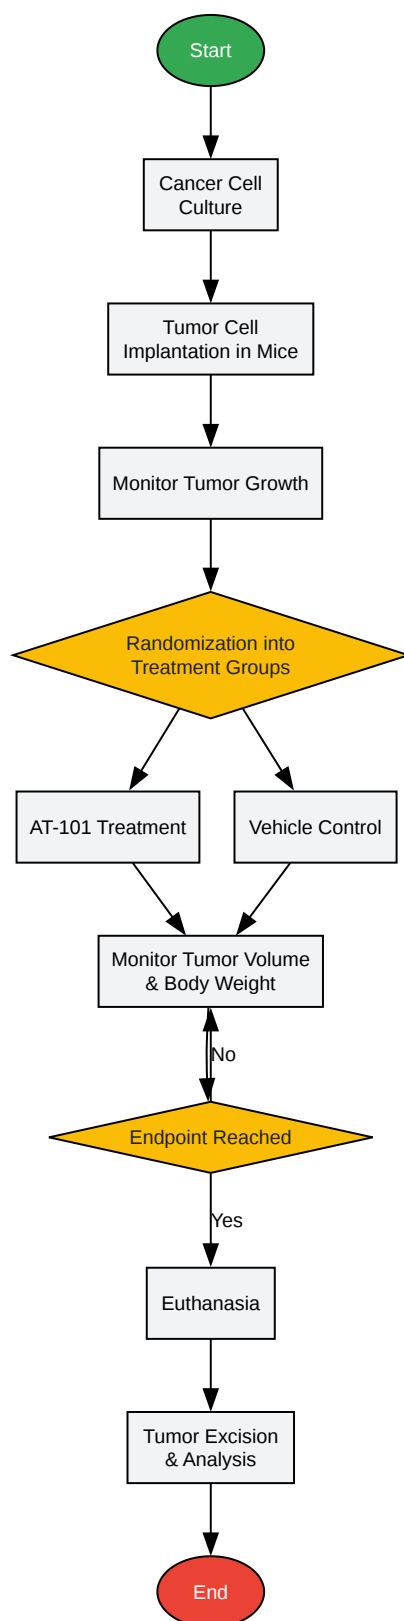 Start
Cancer Cell
Culture
Tumor Cell
Implantation in Mice
Monitor Tumor Growth
Randomization into
Treatment Groups
AT-101 Treatment
Vehicle Control
Monitor Tumor Volume
& Body Weight
No
Endpoint Reached
Yes
Euthanasia
Tumor Excision
& Analysis
End